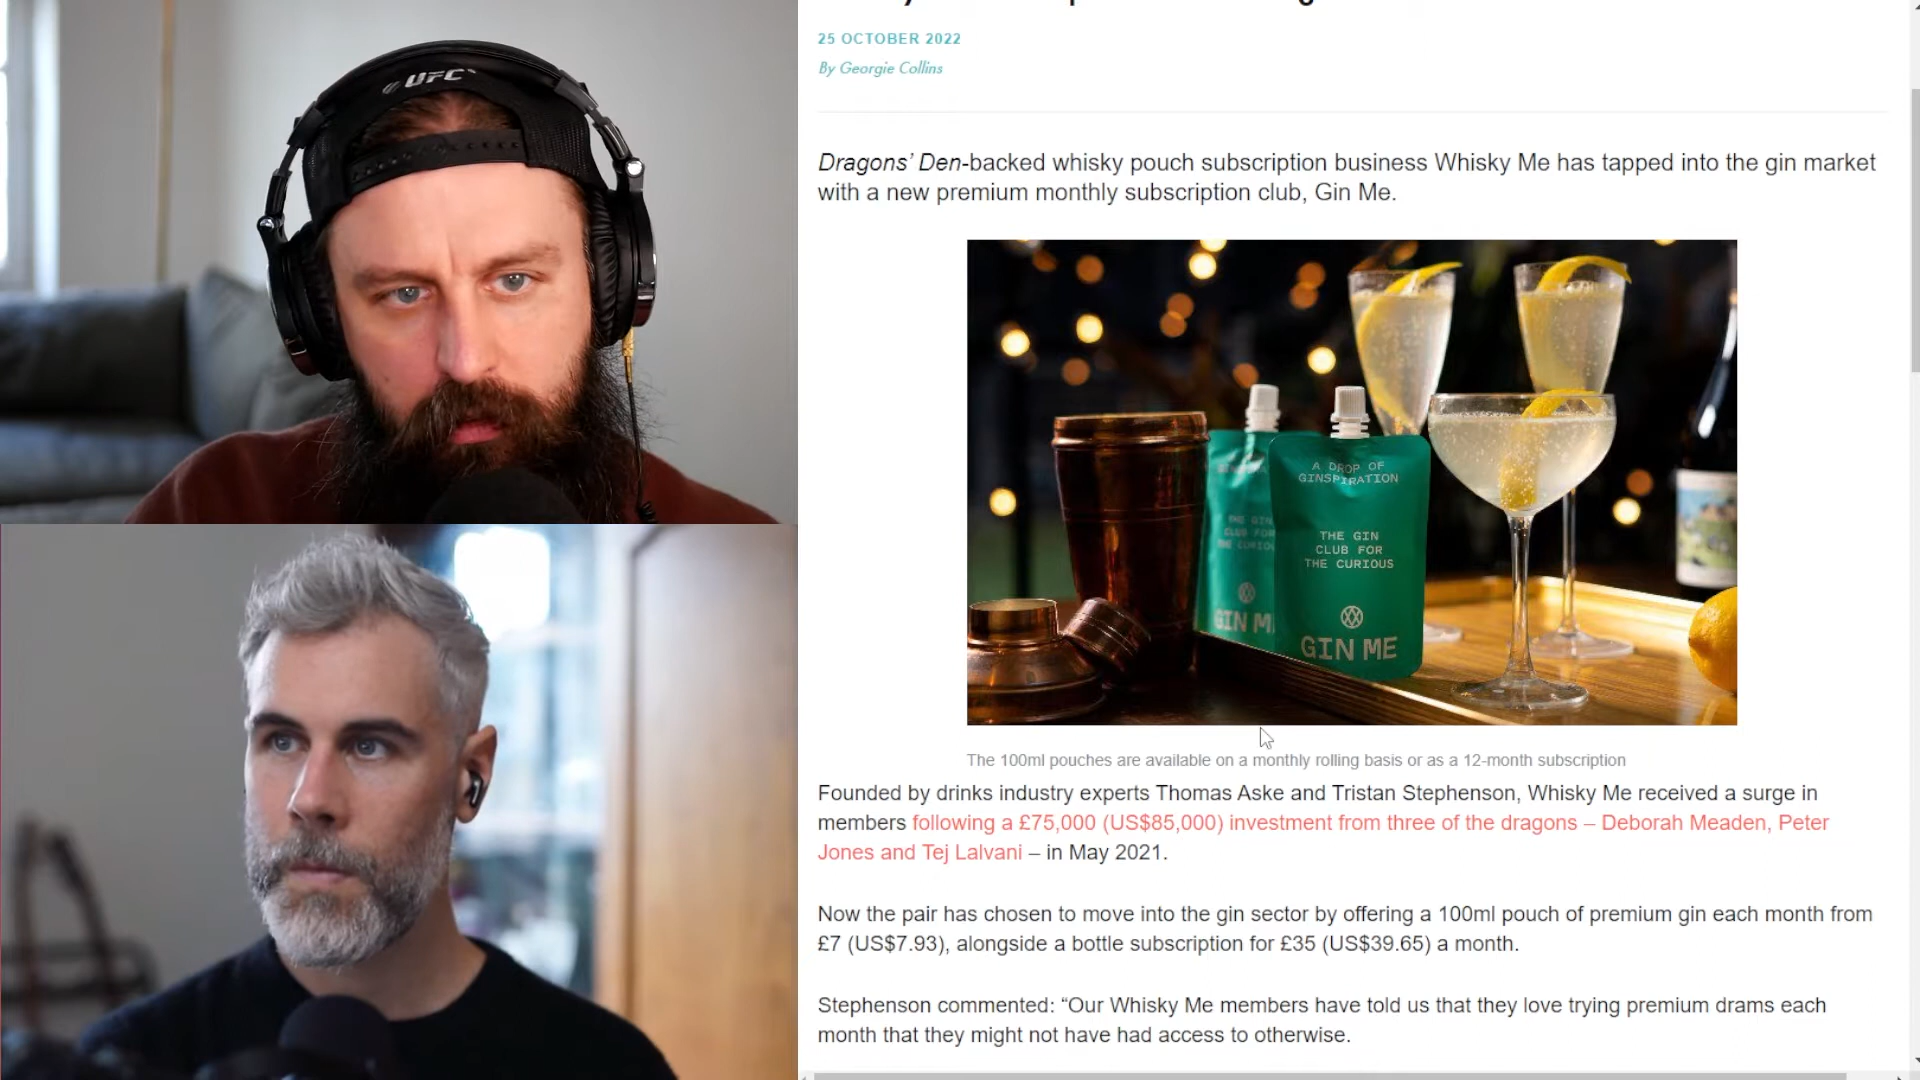 UFC
25 OCTOBER 2022
By Georgie Collins
Dragons’ Den-backed whisky pouch subscription business Whisky Me has tapped into the gin market
with a new premium monthly subscription club, Gin Me.
A DROP OF
GINSPIRATION
THE GIN
CLUB FOR
THE CURIOUS
GIN ME
THE GIN
CLUB FOR
GIN M
The 100ml pouches are available on a monthly rolling basis or as a 12-month subscription
Founded by drinks industry experts Thomas Aske and Tristan Stephenson, Whisky Me received a surge in
members following a £75,000 (US$85,000) investment from three of the dragons – Deborah Meaden, Peter
Jones and Tej Lalvani – in May 2021.
Now the pair has chosen to move into the gin sector by offering a 100ml pouch of premium gin each month from
£7 (US$7.93), alongside a bottle subscription for £35 (US$39.65) a month.
Stephenson commented: “Our Whisky Me members have told us that they love trying premium drams each
month that they might not have had access to otherwise.